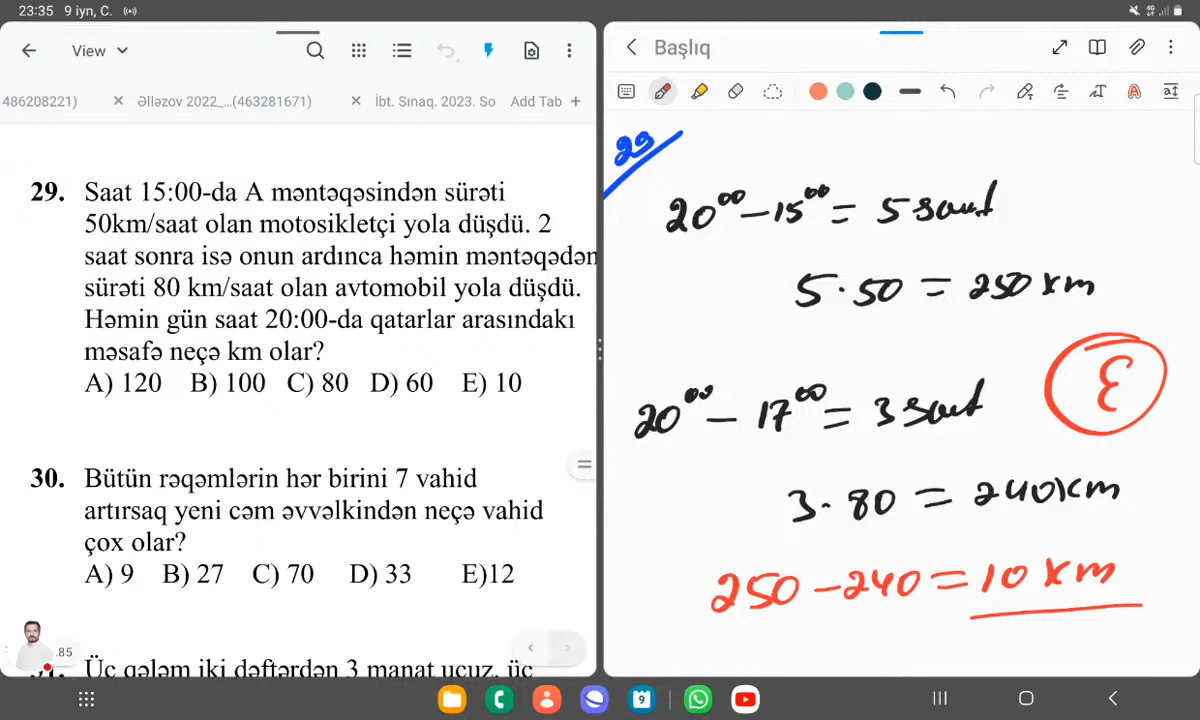 23:35 9 iyn, C.
View
486208221)
Əlləzov 2022_...(463281671)
İbt. Sınaq. 2023. So
Add Tab +
29. Saat 15:00-da A məntəqəsindən sürəti
50km/saat olan motosikletçi yola düşdü. 2
saat sonra isə onun ardınca həmin məntəqədən
sürəti 80 km/saat olan avtomobil yola düşdü.
Həmin gün saat 20:00-da qatarlar arasındakı
məsafə neçə km olar?
A) 120 B) 100 C) 80 D) 60 E) 10
30. Bütün rəqəmlərin hər birini 7 vahid
artırsaq yeni cəm əvvəlkindən neçə vahid
çox olar?
A) 9 B) 27 C) 70 D) 33 E)12
.85
31. Üç qələm iki dəftərdən 3 manat ucuz, üç
Başlıq
29
20⁰⁰ – 15⁰⁰ = 5 saat
5 · 50 = 250 km
E
20⁰⁰ – 17⁰⁰ = 3 saat
3 · 80 = 240 km
250 – 240 = 10 km
9